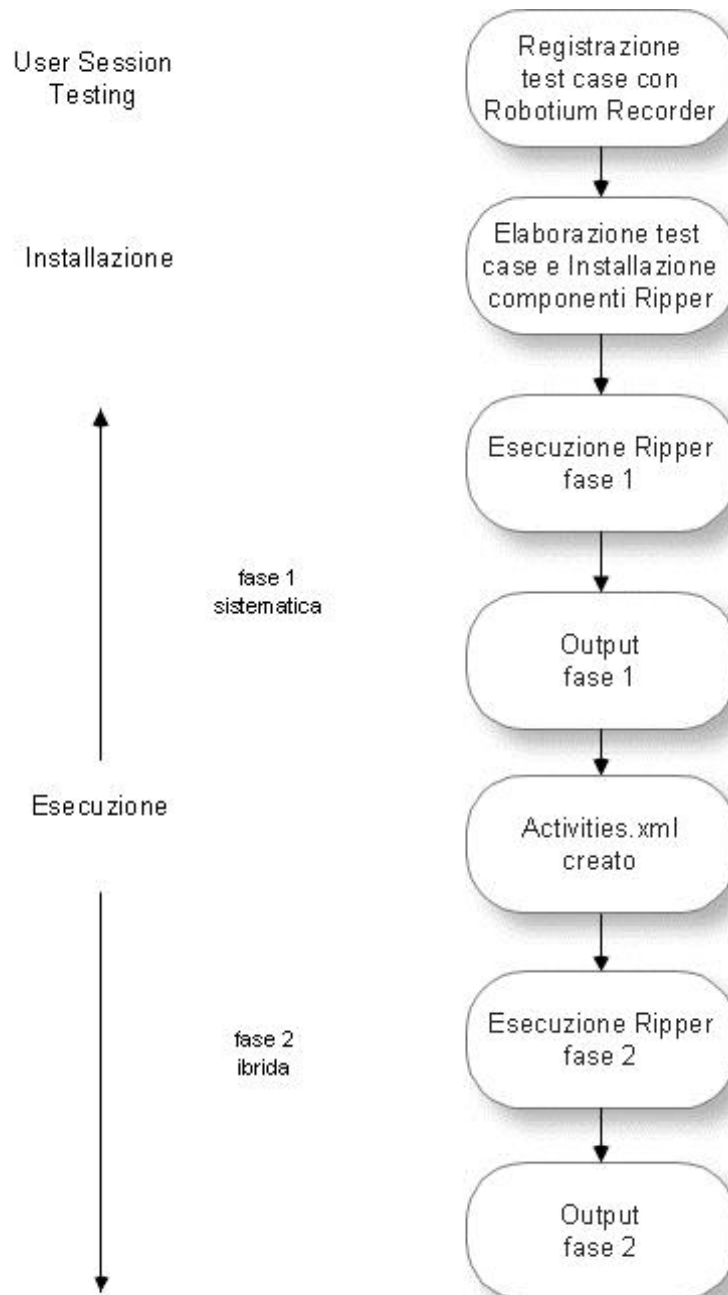 User Session
Testing
Registrazione
test case con
Robotium Recorder
Installazione
Elaborazione test
case e Installazione
componenti Ripper
Esecuzione Ripper
fase 1
fase 1
sistematica
Output
fase 1
Esecuzione
Activities.xml
creato
Esecuzione Ripper
fase 2
fase 2
ibrida
Output
fase 2